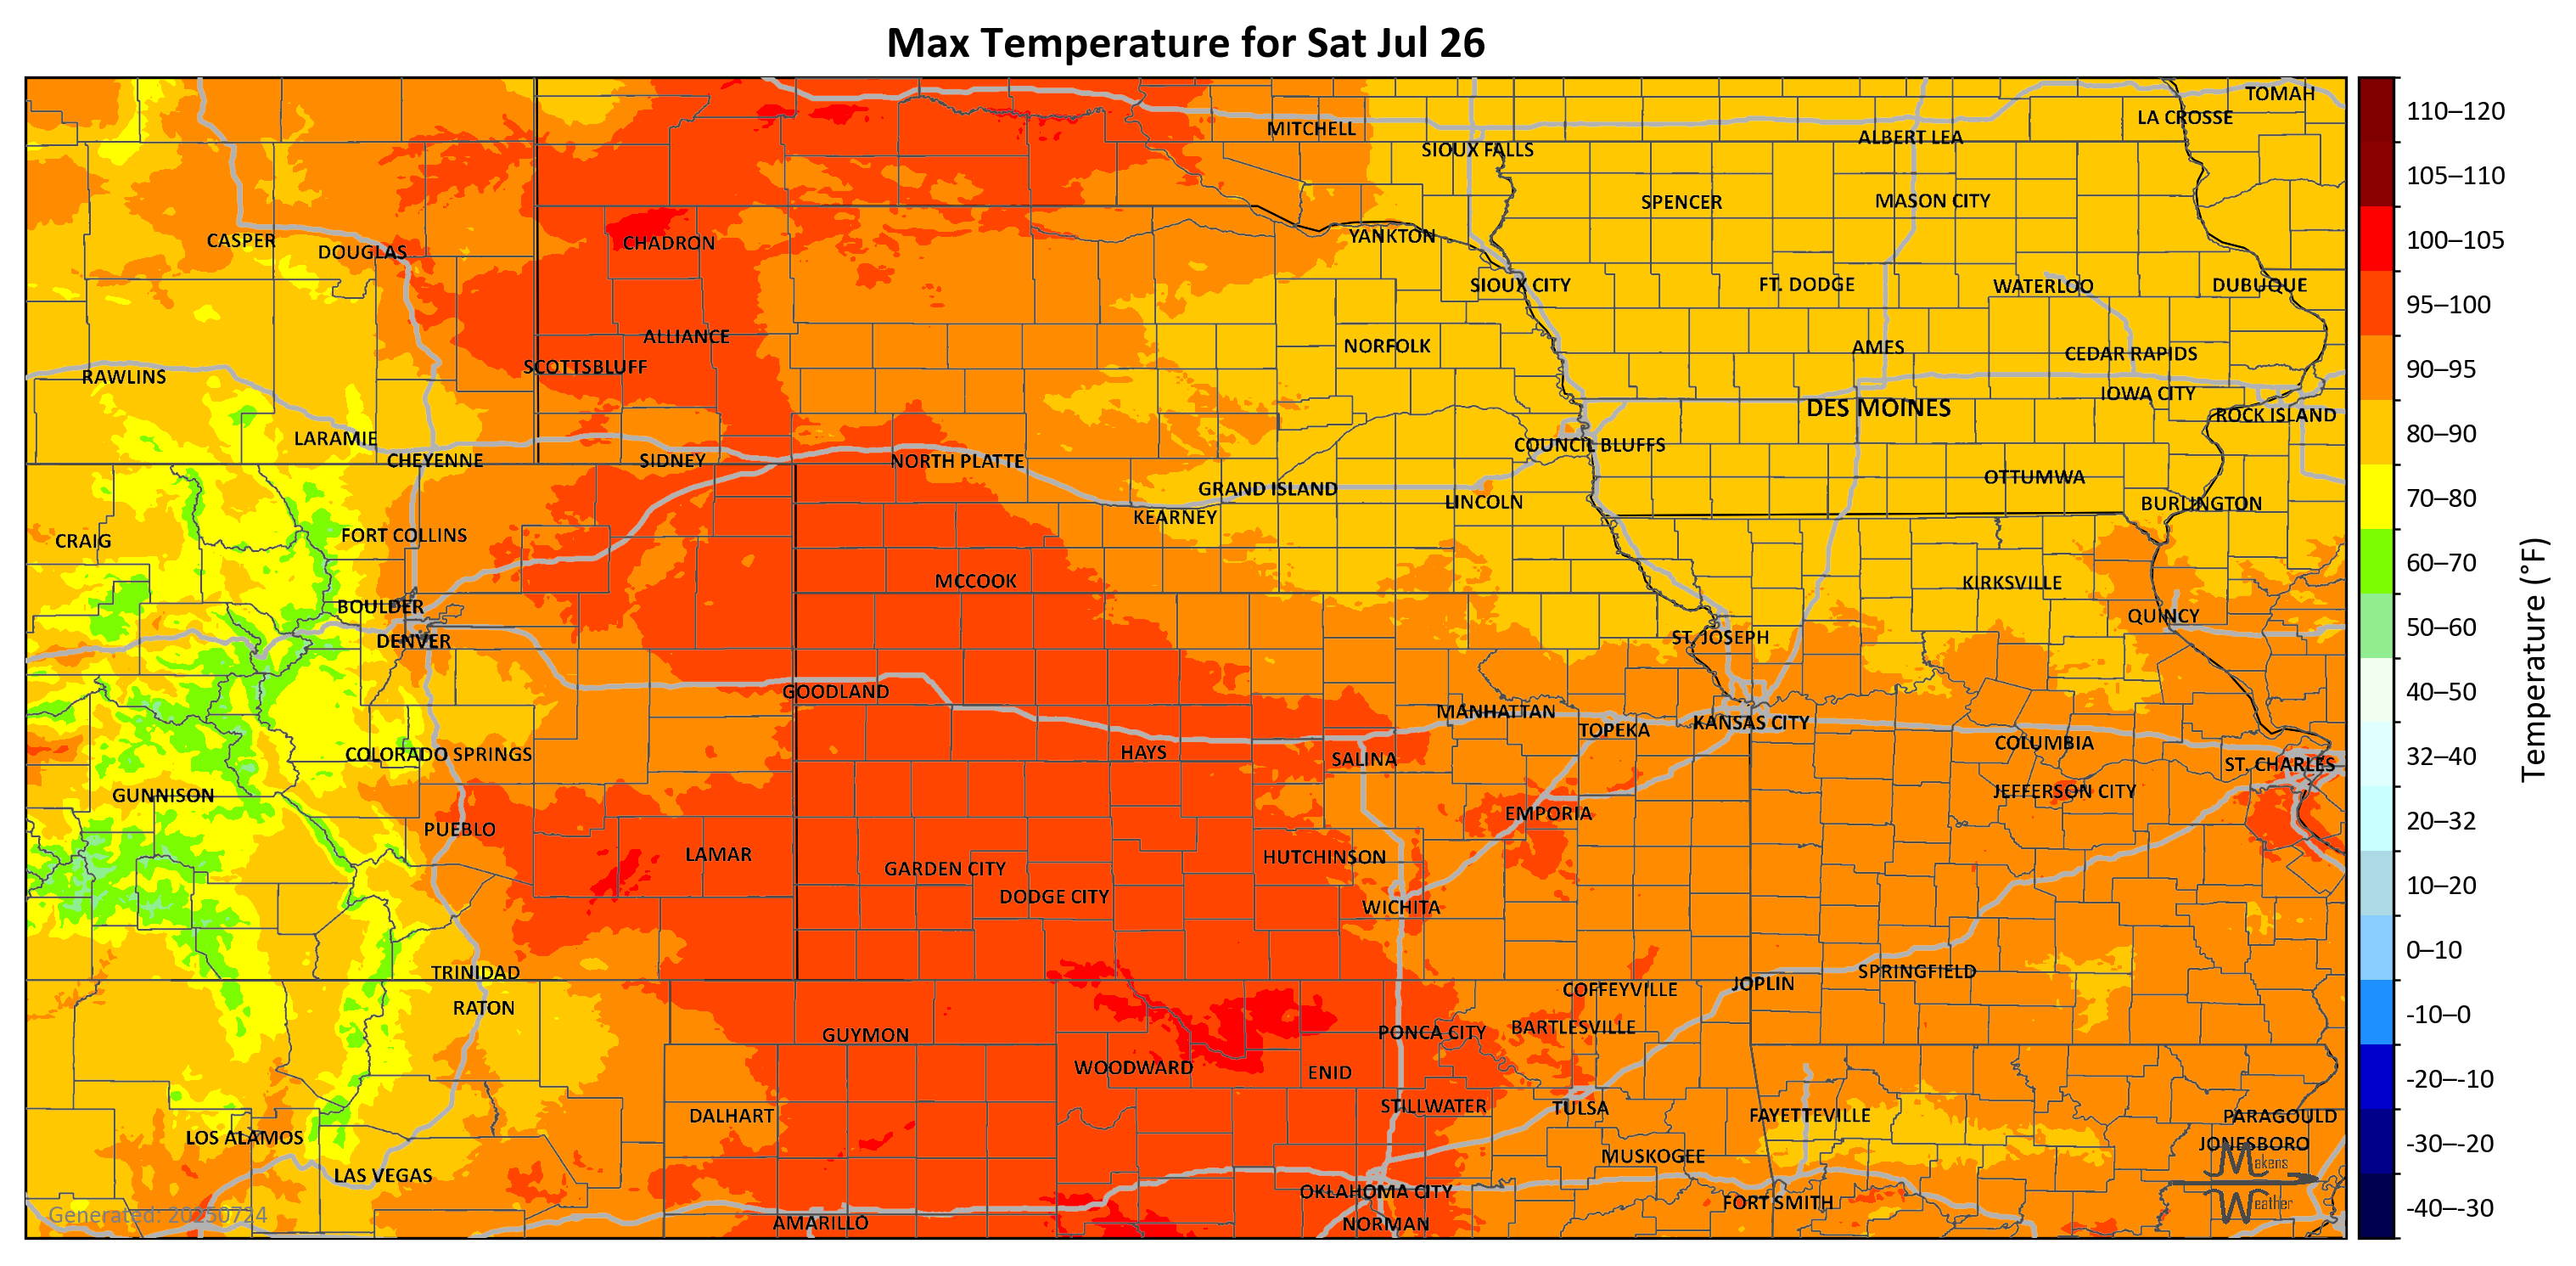 Max Temperature for Sat Jul 26
TOMAH
LA CROSSE
MITCHELL
ALBERT LEA
SIOUX FALLS
SPENCER
MASON CITY
CASPER
DOUGLAS
CHADRON
YANKTON
SIOUX CITY
FT. DODGE
WATERLOO
DUBUQUE
ALLIANCE
NORFOLK
AMES
CEDAR RAPIDS
SCOTTSBLUFF
RAWLINS
IOWA CITY
DES MOINES
ROCK ISLAND
LARAMIE
COUNCIL BLUFFS
CHEYENNE
SIDNEY
NORTH PLATTE
OTTUMWA
GRAND ISLAND
LINCOLN
BURLINGTON
KEARNEY
FORT COLLINS
CRAIG
MCCOOK
KIRKSVILLE
BOULDER
QUINCY
DENVER
ST. JOSEPH
GOODLAND
MANHATTAN
KANSAS CITY
TOPEKA
COLUMBIA
COLORADO SPRINGS
HAYS
SALINA
ST. CHARLES
GUNNISON
JEFFERSON CITY
EMPORIA
PUEBLO
LAMAR
HUTCHINSON
GARDEN CITY
DODGE CITY
WICHITA
TRINIDAD
SPRINGFIELD
JOPLIN
COFFEYVILLE
RATON
BARTLESVILLE
GUYMON
PONCA CITY
WOODWARD
ENID
STILLWATER
TULSA
DALHART
FAYETTEVILLE
PARAGOULD
LOS ALAMOS
JONESBORO
MUSKOGEE
LAS VEGAS
OKLAHOMA CITY
FORT SMITH
AMARILLO
NORMAN
Generated: 20250724
Makens
Weather
110–120
105–110
100–105
95–100
90–95
80–90
70–80
60–70
50–60
40–50
32–40
20–32
10–20
0–10
-10–0
-20–-10
-30–-20
-40–-30
Temperature (°F)